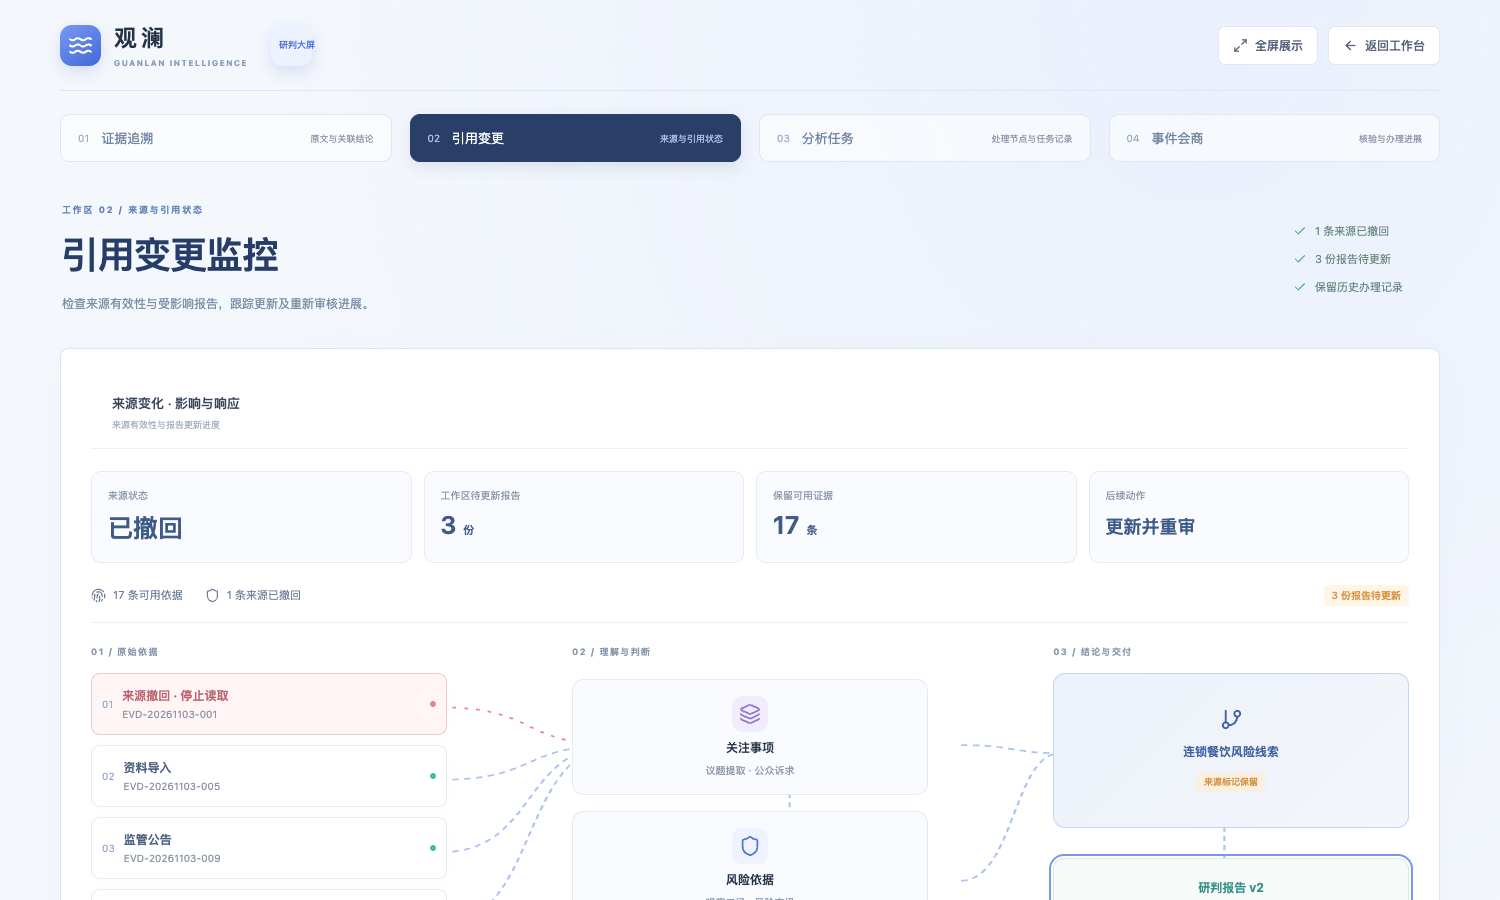 观澜
GUANLAN INTELLIGENCE
研判大屏
全屏展示
返回工作台
01 证据追溯 原文与关联结论
02 引用变更 来源与引用状态
03 分析任务 处理节点与任务记录
04 事件会商 核验与办理进展
工作区 02 / 来源与引用状态
引用变更监控
检查来源有效性与受影响报告，跟踪更新及重新审核进展。
1 条来源已撤回
3 份报告待更新
保留历史办理记录
来源变化 · 影响与响应
来源有效性与报告更新进度
来源状态
已撤回
工作区待更新报告
3 份
保留可用证据
17 条
后续动作
更新并重审
17 条可用依据
1 条来源已撤回
3 份报告待更新
01 / 原始依据
01 来源撤回 · 停止读取
EVD-20261103-001
02 资料导入
EVD-20261103-005
03 监管公告
EVD-20261103-009
02 / 理解与判断
关注事项
议题提取 · 公众诉求
风险依据
03 / 结论与交付
连锁餐饮风险线索
来源标记保留
研判报告 v2